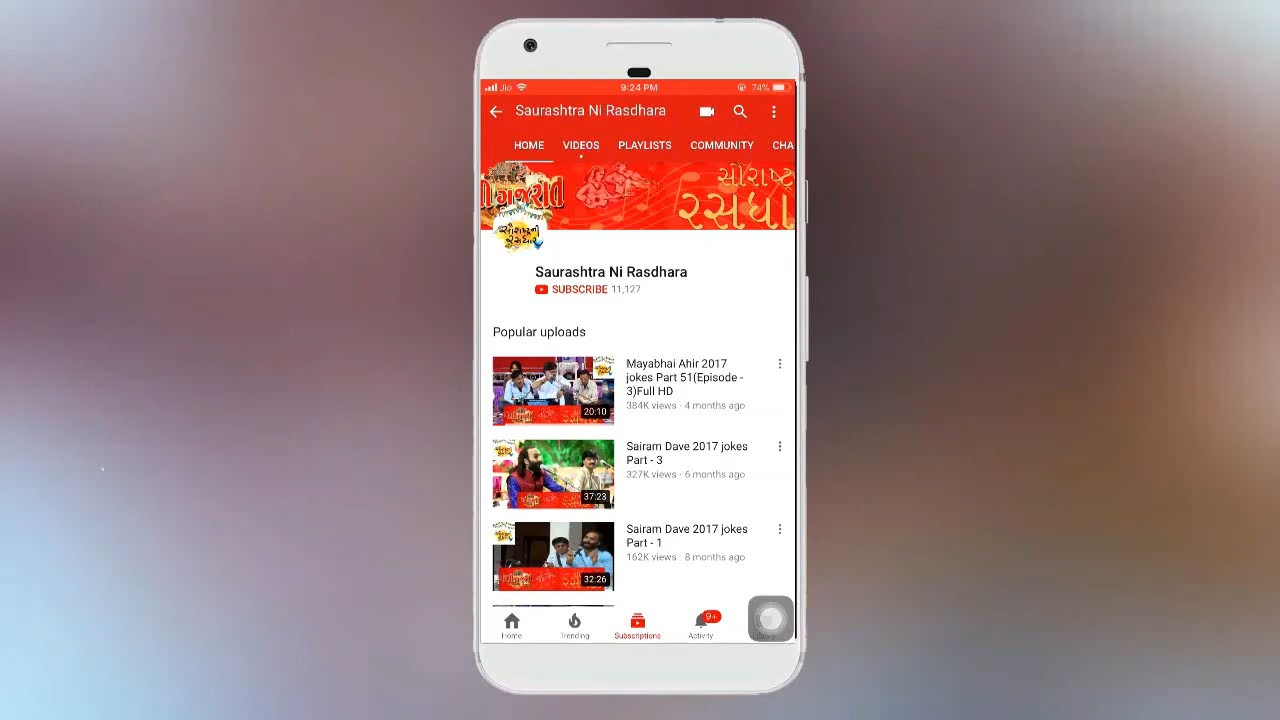 Jio 9:24 PM 74%
Saurashtra Ni Rasdhara
HOME VIDEOS PLAYLISTS COMMUNITY CHA
ગુજરાતી સૌરાષ્ટ્ર
રસધા
સૌરાષ્ટ્રની
રસધાર
Saurashtra Ni Rasdhara
SUBSCRIBE 11,127
Popular uploads
Mayabhai Ahir 2017
jokes Part 51(Episode -
3)Full HD
384K views · 4 months ago
20:10
Sairam Dave 2017 jokes
Part - 3
327K views · 6 months ago
37:23
Sairam Dave 2017 jokes
Part - 1
162K views · 8 months ago
32:26
9+
Home Trending Subscriptions Activity